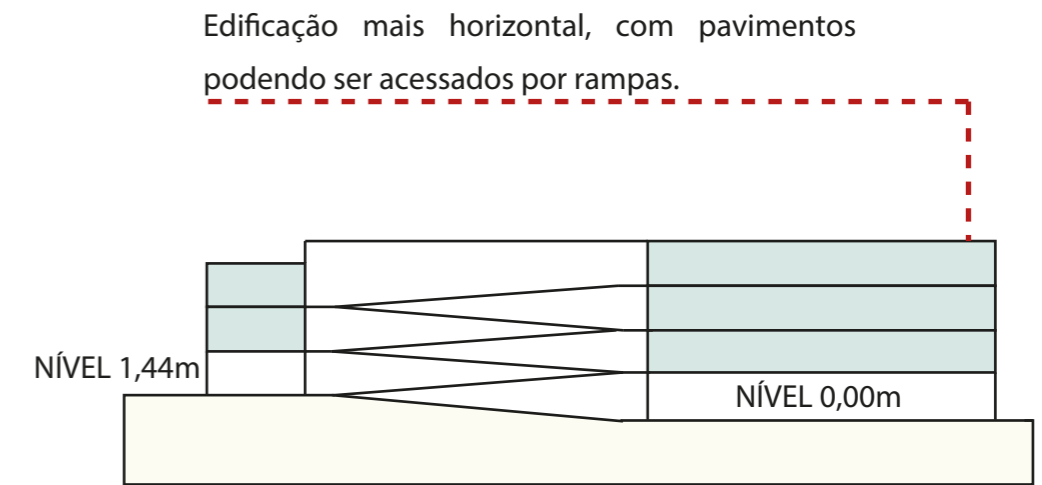 Edificação mais horizontal, com pavimentos
podendo ser acessados por rampas.
NÍVEL 1,44m
NÍVEL 0,00m